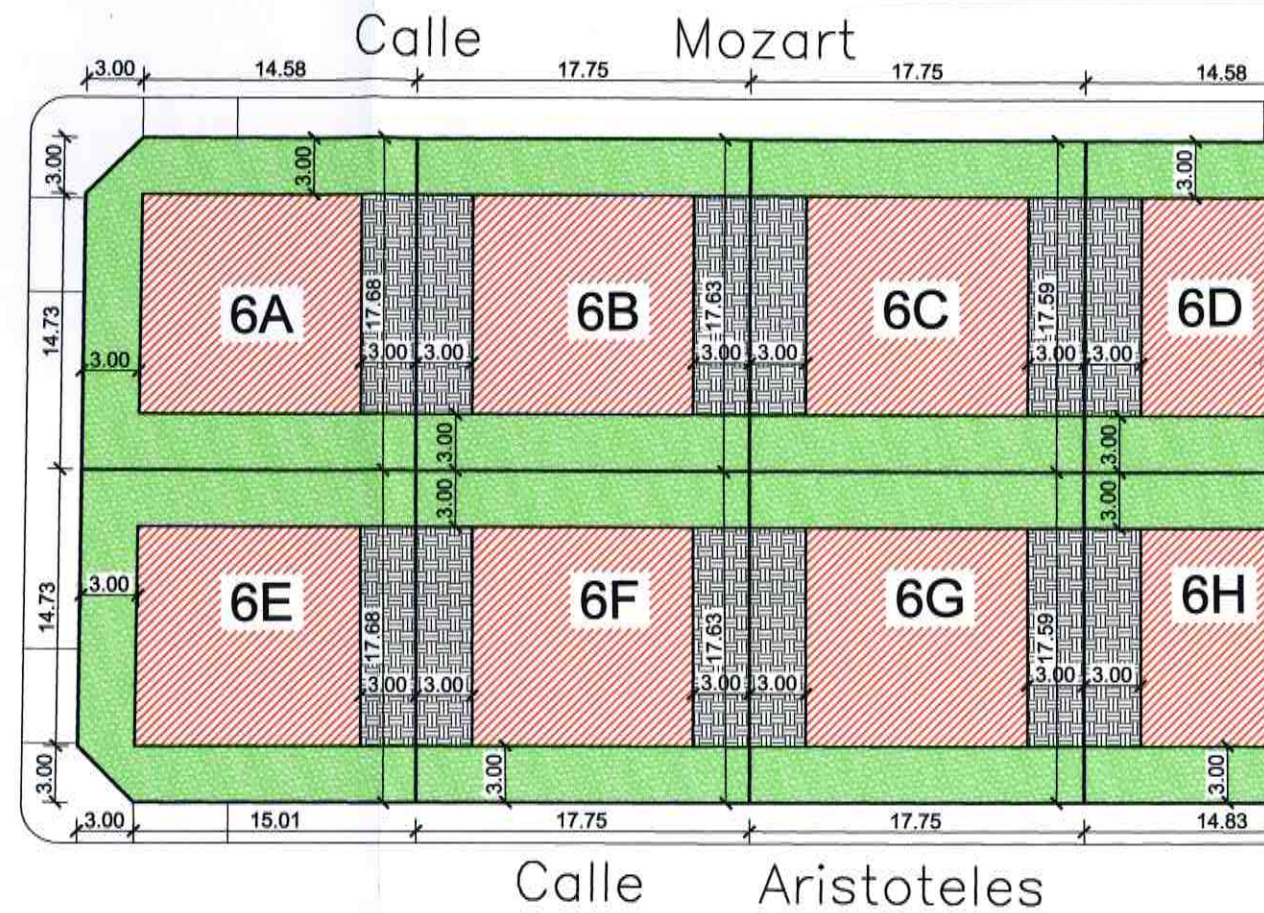 Calle Mozart
3.00 14.58 17.75 17.75 14.58
3.00 3.00 3.00
6A 17.68 6B 17.63 6C 17.59 6D
14.73
3.00 3.00 3.00 3.00 3.00 3.00 3.00
3.00 3.00
3.00 3.00
14.73
3.00
6E 17.68 6F 17.63 6G 17.59 6H
3.00 3.00 3.00 3.00 3.00 3.00
3.00 3.00 3.00
3.00 15.01 17.75 17.75 14.83
Calle Aristoteles